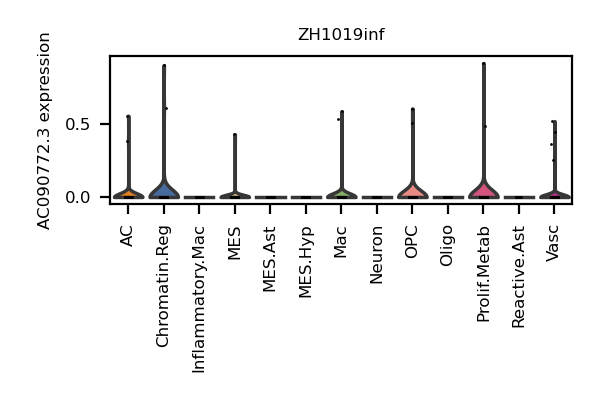 ZH1019inf
AC090772.3 expression
0.5
0.0
AC
Chromatin.Reg
Inflammatory.Mac
MES
MES.Ast
MES.Hyp
Mac
Neuron
OPC
Oligo
Prolif.Metab
Reactive.Ast
Vasc